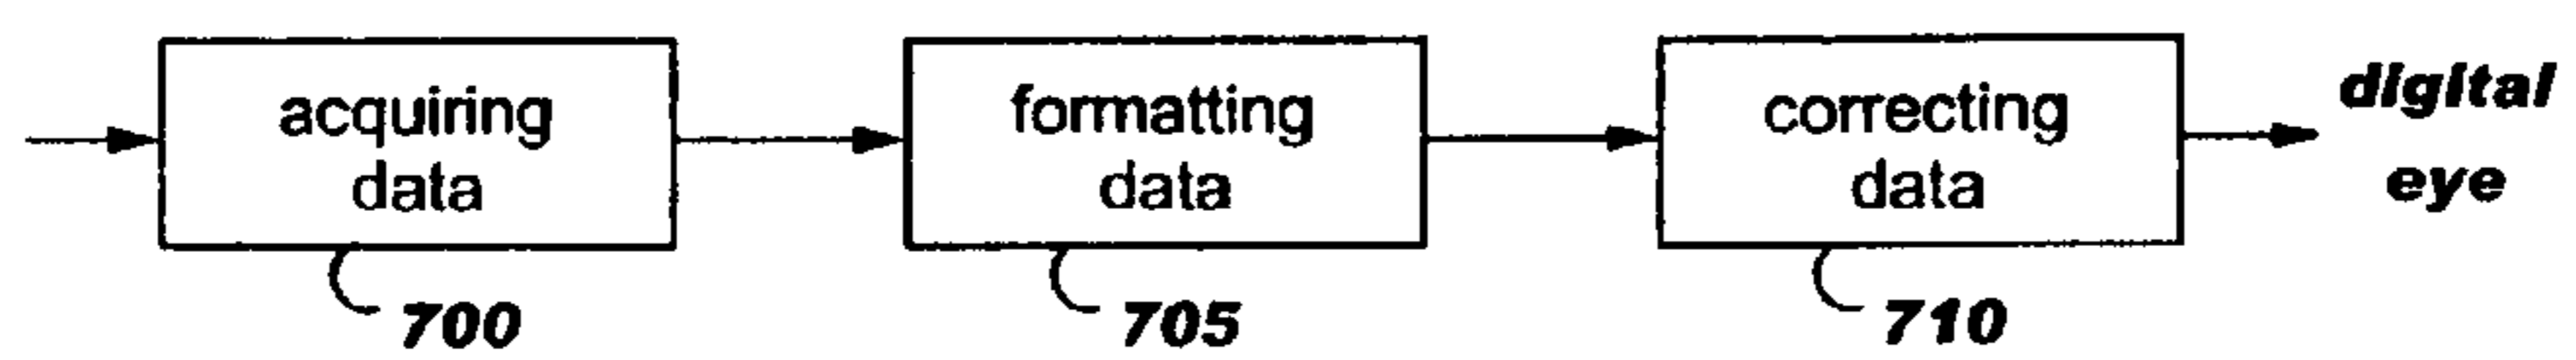 acquiring
data
formatting
data
correcting
data
digital
eye
700
705
710